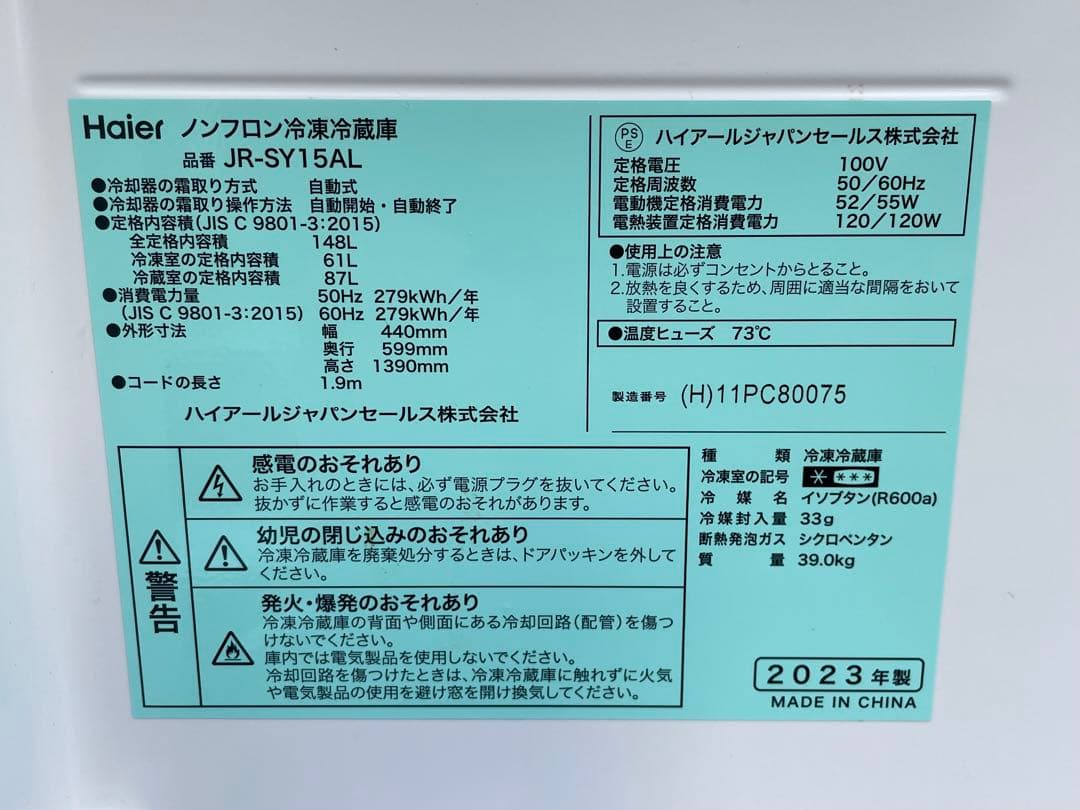 Haier ノンフロン冷凍冷蔵庫
品番 JR-SY15AL
●冷却器の霜取り方式 自動式
●冷却器の霜取り操作方法 自動開始・自動終了
●定格内容積(JIS C 9801-3:2015)
全定格内容積 148L
冷凍室の定格内容積 61L
冷蔵室の定格内容積 87L
●消費電力量 50Hz 279kWh/年
(JIS C 9801-3:2015) 60Hz 279kWh/年
●外形寸法 幅 440mm
奥行 599mm
高さ 1390mm
●コードの長さ 1.9m
ハイアールジャパンセールス株式会社
PSE ハイアールジャパンセールス株式会社
定格電圧 100V
定格周波数 50/60Hz
電動機定格消費電力 52/55W
電熱装置定格消費電力 120/120W
●使用上の注意
1.電源は必ずコンセントからとること。
2.放熱を良くするため、周囲に適当な間隔をおいて
設置すること。
●温度ヒューズ 73℃
製造番号 (H)11PC80075
警告
感電のおそれあり
お手入れのときには、必ず電源プラグを抜いてください。
抜かずに作業すると感電のおそれがあります。
幼児の閉じ込みのおそれあり
冷凍冷蔵庫を廃棄処分するときは、ドアパッキンを外して
ください。
発火・爆発のおそれあり
冷凍冷蔵庫の背面や側面にある冷却回路(配管)を傷つ
けないでください。
庫内では電気製品を使用しないでください。
冷却回路を傷つけたときは、冷凍冷蔵庫に触れずに火気
や電気製品の使用を避け窓を開け換気してください。
種類 冷凍冷蔵庫
冷凍室の記号 * ***
冷媒名 イソブタン(R600a)
冷媒封入量 33g
断熱発泡ガス シクロペンタン
質量 39.0kg
2023年製
MADE IN CHINA